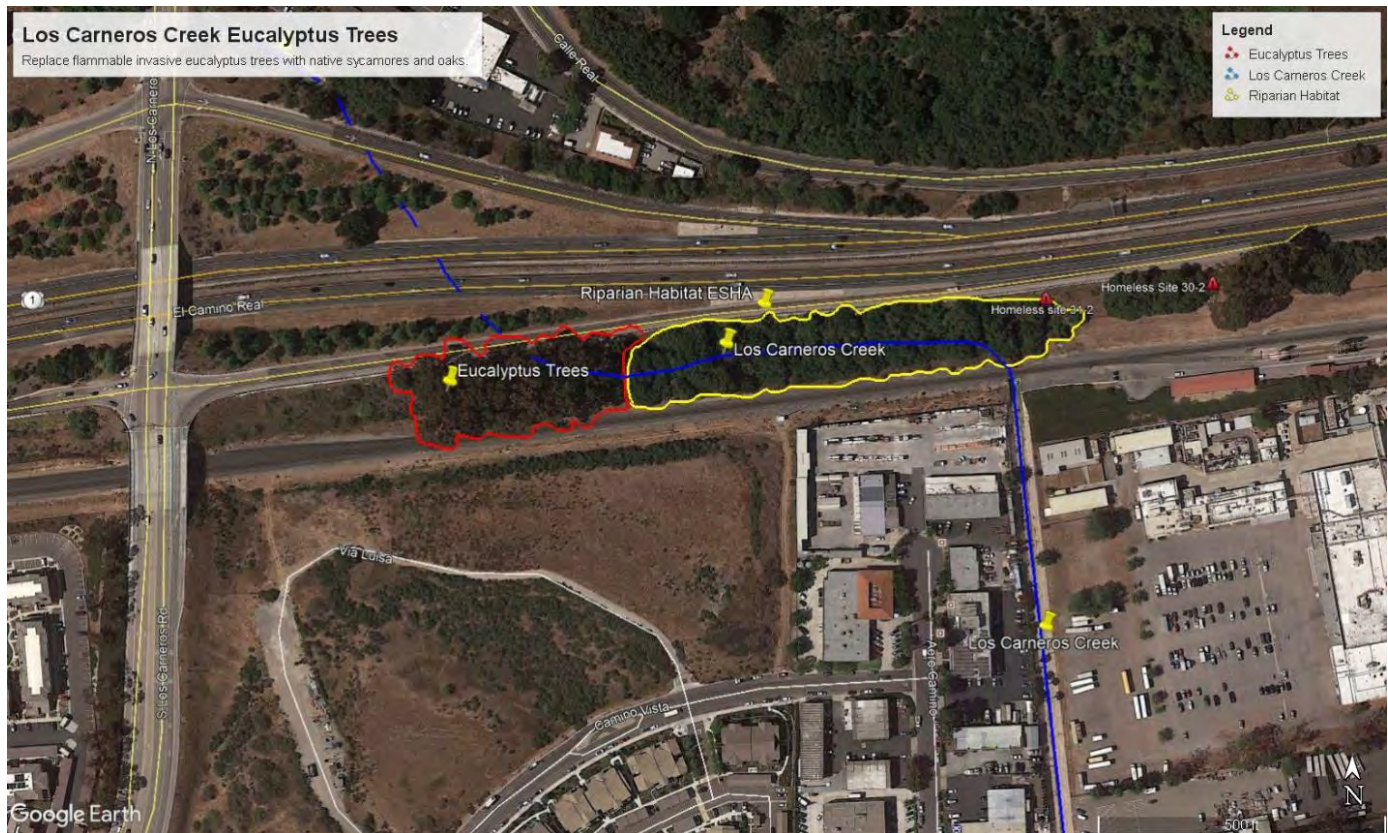 Los Carneros Creek Eucalyptus Trees
Replace flammable invasive eucalyptus trees with native sycamores and oaks.
Legend
Eucalyptus Trees
Los Carneros Creek
Riparian Habitat
Calle Real
N Los Carneros
1
El Camino Real
Riparian Habitat ESHA
Homeless Site 30-2
Homeless site 31-2
Los Carneros Creek
Eucalyptus Trees
Via Luisa
S Los Carneros Rd
Los Carneros Creek
Aero Camino
Camino Vista
N
Google Earth
500 ft